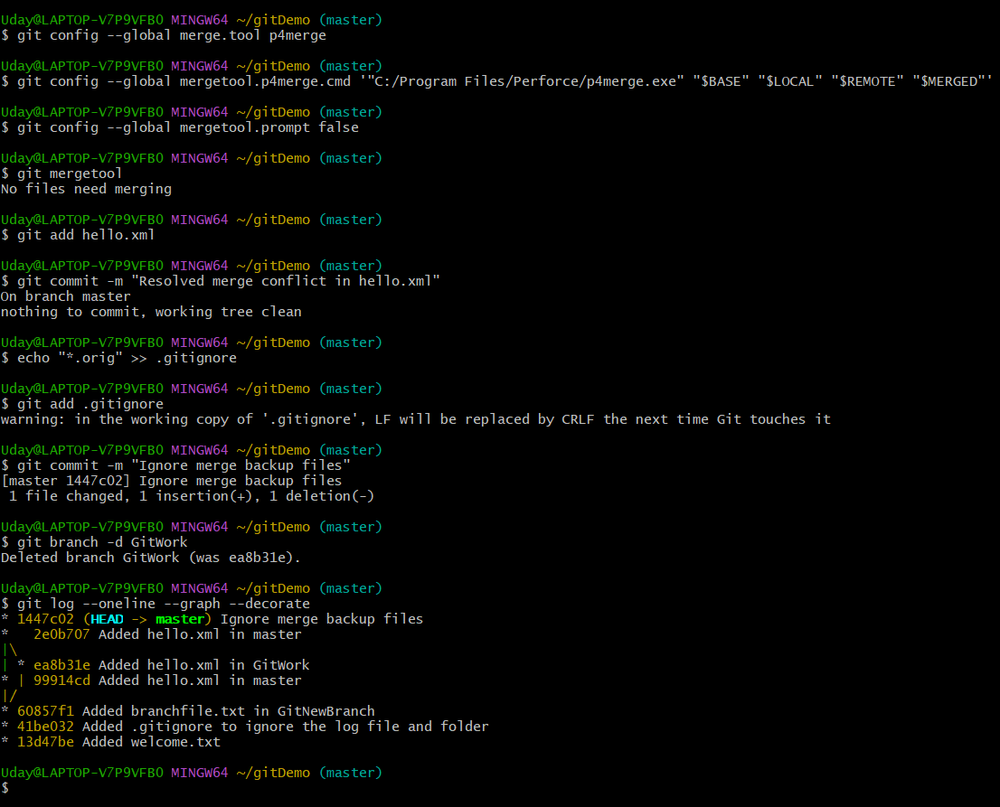 Uday@LAPTOP-V7P9VFB0 MINGW64 ~/gitDemo (master)
$ git config --global merge.tool p4merge

Uday@LAPTOP-V7P9VFB0 MINGW64 ~/gitDemo (master)
$ git config --global mergetool.p4merge.cmd '"C:/Program Files/Perforce/p4merge.exe" "$BASE" "$LOCAL" "$REMOTE" "$MERGED"'

Uday@LAPTOP-V7P9VFB0 MINGW64 ~/gitDemo (master)
$ git config --global mergetool.prompt false

Uday@LAPTOP-V7P9VFB0 MINGW64 ~/gitDemo (master)
$ git mergetool
No files need merging

Uday@LAPTOP-V7P9VFB0 MINGW64 ~/gitDemo (master)
$ git add hello.xml

Uday@LAPTOP-V7P9VFB0 MINGW64 ~/gitDemo (master)
$ git commit -m "Resolved merge conflict in hello.xml"
On branch master
nothing to commit, working tree clean

Uday@LAPTOP-V7P9VFB0 MINGW64 ~/gitDemo (master)
$ echo "*.orig" >> .gitignore

Uday@LAPTOP-V7P9VFB0 MINGW64 ~/gitDemo (master)
$ git add .gitignore
warning: in the working copy of '.gitignore', LF will be replaced by CRLF the next time Git touches it

Uday@LAPTOP-V7P9VFB0 MINGW64 ~/gitDemo (master)
$ git commit -m "Ignore merge backup files"
[master 1447c02] Ignore merge backup files
 1 file changed, 1 insertion(+), 1 deletion(-)

Uday@LAPTOP-V7P9VFB0 MINGW64 ~/gitDemo (master)
$ git branch -d GitWork
Deleted branch GitWork (was ea8b31e).

Uday@LAPTOP-V7P9VFB0 MINGW64 ~/gitDemo (master)
$ git log --oneline --graph --decorate
* 1447c02 (HEAD -> master) Ignore merge backup files
*   2e0b707 Added hello.xml in master
|\
| * ea8b31e Added hello.xml in GitWork
* | 99914cd Added hello.xml in master
|/
* 60857f1 Added branchfile.txt in GitNewBranch
* 41be032 Added .gitignore to ignore the log file and folder
* 13d47be Added welcome.txt

Uday@LAPTOP-V7P9VFB0 MINGW64 ~/gitDemo (master)
$